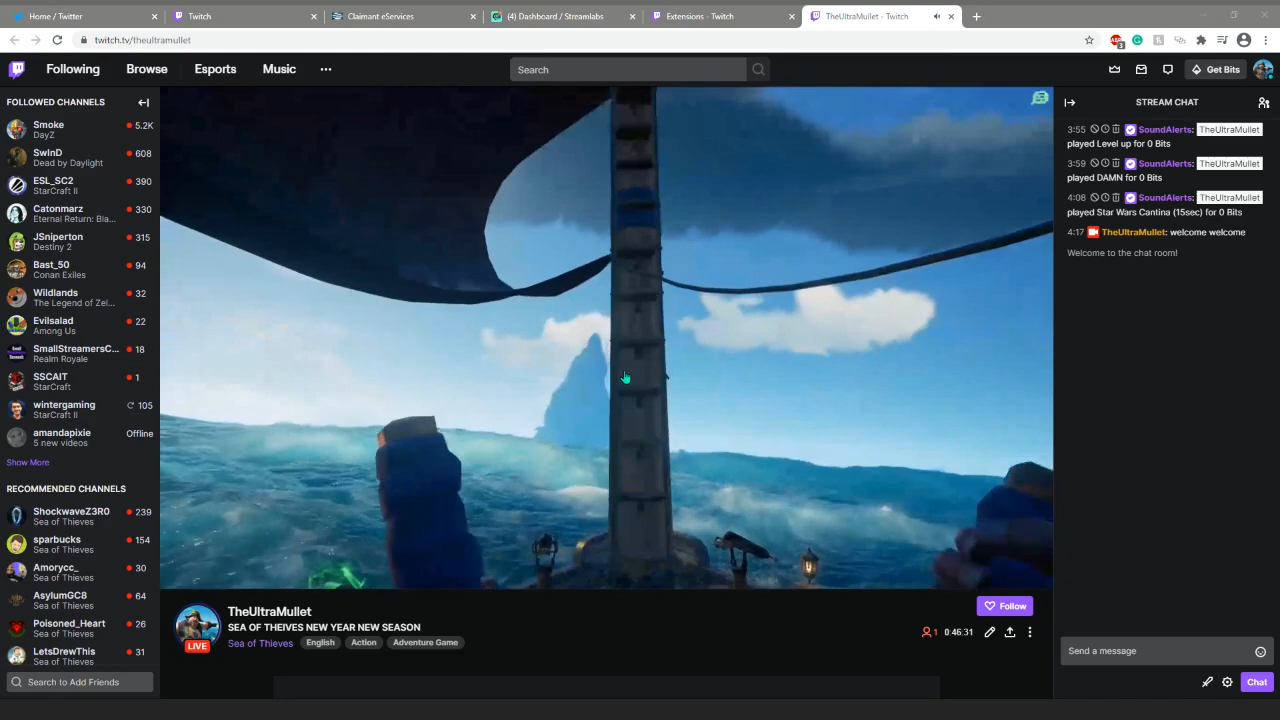 Home / Twitter
Twitch
Claimant eServices
(4) Dashboard / Streamlabs
Extensions - Twitch
TheUltraMullet - Twitch
twitch.tv/theultramullet
Following
Browse
Esports
Music
Search
Get Bits
FOLLOWED CHANNELS
Smoke
5.2K
DayZ
SwInD
608
Dead by Daylight
ESL_SC2
390
StarCraft II
Catonmarz
330
Eternal Return: Bla...
JSniperton
315
Destiny 2
Bast_50
94
Conan Exiles
Wildlands
32
The Legend of Zel...
Evilsalad
22
Among Us
SmallStreamersC...
18
Realm Royale
SSCAIT
1
StarCraft
wintergaming
105
StarCraft II
amandapixie
Offline
5 new videos
Show More
RECOMMENDED CHANNELS
ShockwaveZ3R0
239
Sea of Thieves
sparbucks
154
Sea of Thieves
Amorycc_
30
Sea of Thieves
AsylumGC8
64
Sea of Thieves
Poisoned_Heart
26
Sea of Thieves
LetsDrewThis
31
Sea of Thieves
Search to Add Friends
LIVE
TheUltraMullet
SEA OF THEIVES NEW YEAR NEW SEASON
Sea of Thieves
English
Action
Adventure Game
Follow
1
0:46:31
STREAM CHAT
3:55 SoundAlerts: TheUltraMullet
played Level up for 0 Bits
3:59 SoundAlerts: TheUltraMullet
played DAMN for 0 Bits
4:08 SoundAlerts: TheUltraMullet
played Star Wars Cantina (15sec) for 0 Bits
4:17 TheUltraMullet: welcome welcome
Welcome to the chat room!
Send a message
Chat